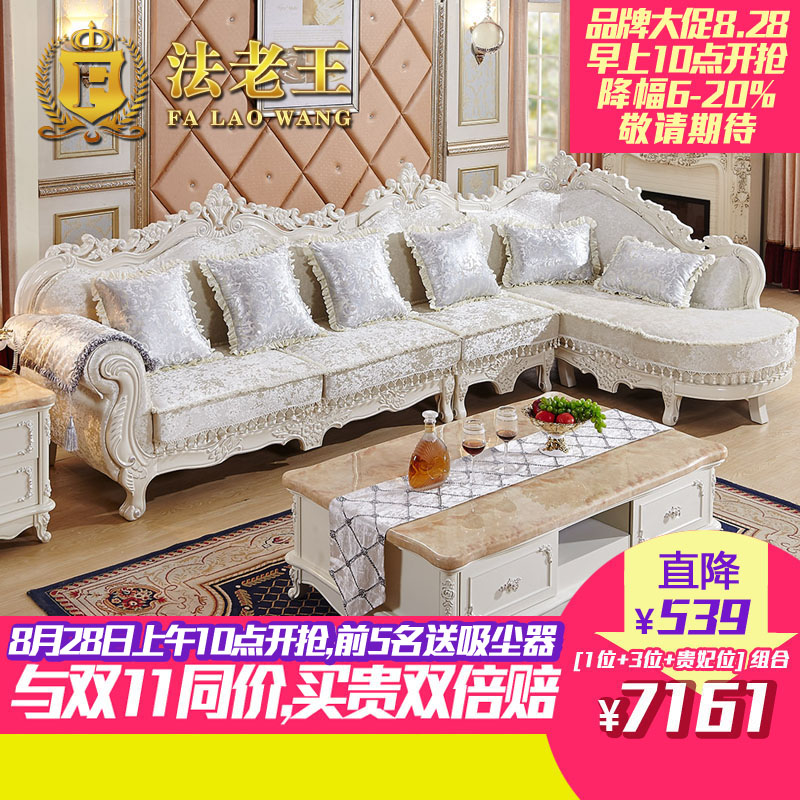 F
法老王
FA LAO-WANG
品牌大促8.28
早上10点开抢
降幅6-20%
敬请期待
直降
¥539
[1位+3位+贵妃位]组合
¥7161
8月28日上午10点开抢,前5名送吸尘器
与双11同价,买贵双倍赔